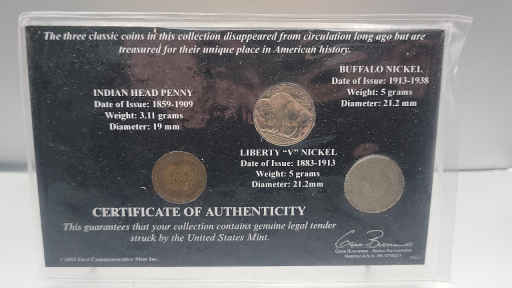 The three classic coins in this collection disappeared from circulation long ago but are
treasured for their unique place in American history.
INDIAN HEAD PENNY
Date of Issue: 1859-1909
Weight: 3.11 grams
Diameter: 19 mm
BUFFALO NICKEL
Date of Issue: 1913-1938
Weight: 5 grams
Diameter: 21.2 mm
LIBERTY "V" NICKEL
Date of Issue: 1883-1913
Weight: 5 grams
Diameter: 21.2mm
CERTIFICATE OF AUTHENTICITY
This guarantees that your collection contains genuine legal tender
struck by the United States Mint.
Commemorative Mint Inc.